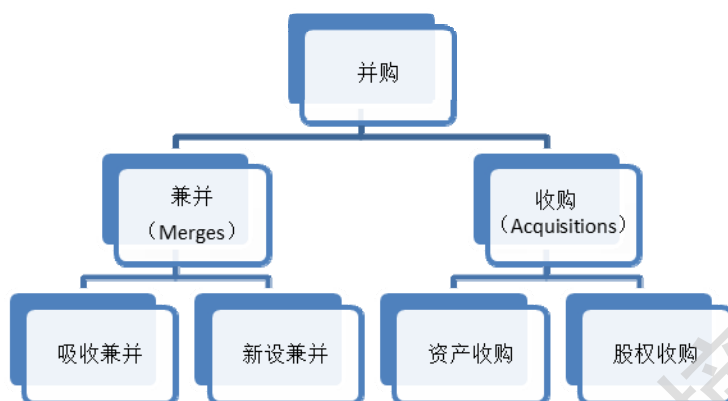 并购
兼并
（Merges）
收购
（Acquisitions）
吸收兼并
新设兼并
资产收购
股权收购